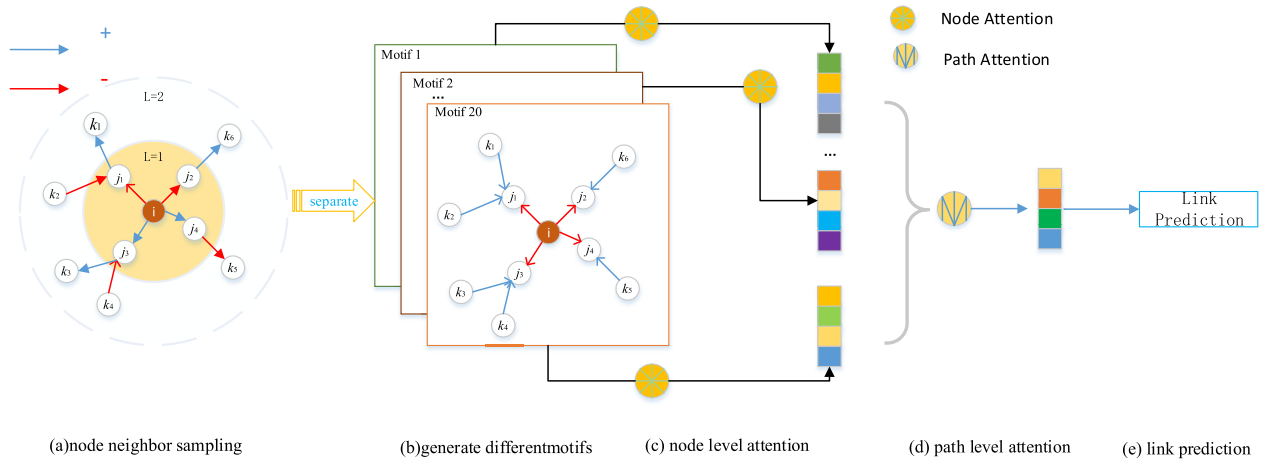 +
-
L=2
L=1
k1
k6
k2
j1
j2
i
j4
j3
k3
k5
k4
separate
Motif 1
Motif 2
...
Motif 20
k1
k6
j1
j2
k2
i
j4
j3
k3
k5
k4
...
Node Attention
Path Attention
Link
Prediction
(a)node neighbor sampling
(b)generate differentmotifs
(c) node level attention
(d) path level attention
(e) link prediction